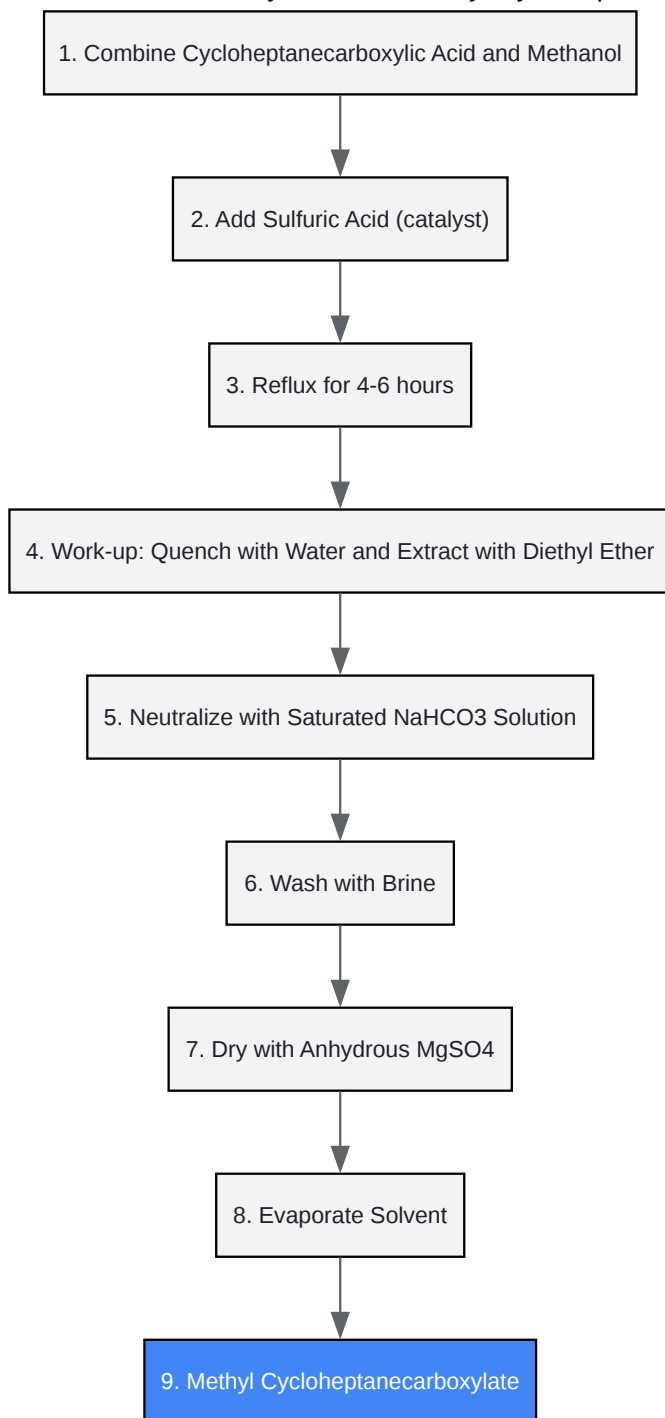 1. Combine Cycloheptanecarboxylic Acid and Methanol
2. Add Sulfuric Acid (catalyst)
3. Reflux for 4-6 hours
4. Work-up: Quench with Water and Extract with Diethyl Ether
5. Neutralize with Saturated NaHCO3 Solution
6. Wash with Brine
7. Dry with Anhydrous MgSO4
8. Evaporate Solvent
9. Methyl Cycloheptanecarboxylate